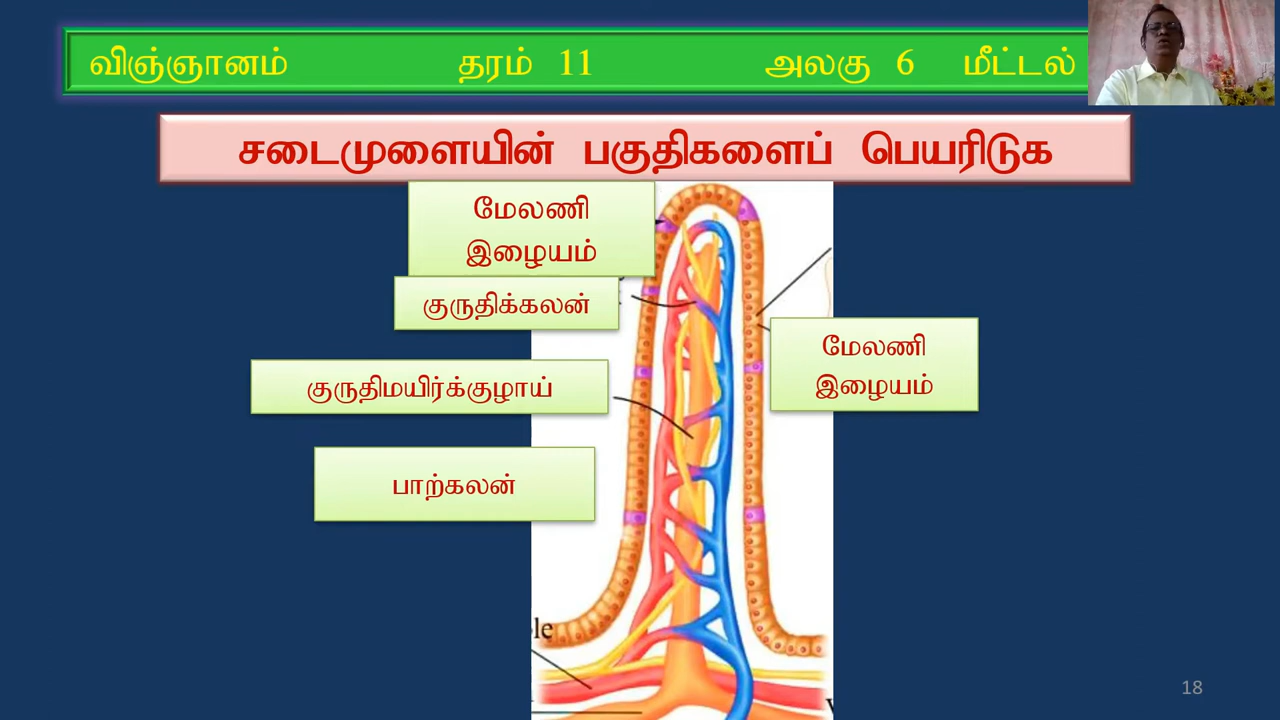 விஞ்ஞானம் தரம் 11 அலகு 6 மீட்டல்
சடைமுளையின் பகுதிகளைப் பெயரிடுக
மேலணி
இழையம்
குருதிக்கலன்
மேலணி
இழையம்
குருதிமயிர்க்குழாய்
பாற்கலன்
le
18